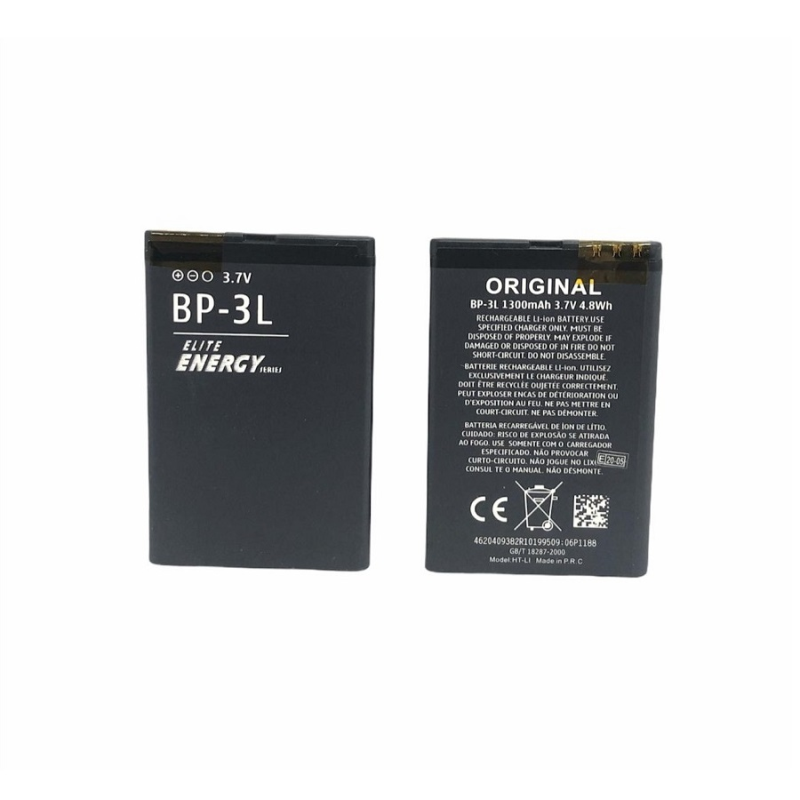 3.7V
BP-3L
ELITE
ENERGY
SERIES
ORIGINAL
BP-3L 1300mAh 3.7V 4.8Wh
RECHARGEABLE Li-ion BATTERY.USE
SPECIFIED CHARGER ONLY. MUST BE
DISPOSED OF PROPERLY. MAY EXPLODE IF
DAMAGED OR DISPOSED OF IN FIRE DO NOT
SHORT-CIRCUIT. DO NOT DISASSEMBLE.
BATTERIE RECHARGEABLE LI-ion. UTILISEZ
EXCLUSIVEMENT LE CHARGEUR INDIQUÉ.
DOIT ÊTRE RECYCLÉE OUJETÉE CORRECTEMENT.
PEUT EXPLOSER ENCAS DE DÉTÉRIORATION OU
D'EXPOSITION AU FEU. NE PAS METTRE EN
COURT-CIRCUIT. NE PAS DÉMONTER.
BATTERIA RECARREGÁVEL DE ÍON DE LÍTIO.
CUIDADO: RISCO DE EXPLOSÃO SE ATIRADA
AO FOGO. USE SOMENTE COM O CARREGADOR
ESPECIFICADO. NÃO PROVOQUE
CURTO-CIRCUITO. NÃO JOGUE NO LIXO
CONSUL TE O MANUAL. NÃO DESMONTE.
20-05
CE
4620409382R10199509;06P1188
GB/T 18287-2000
Model:HT-LI Made in P.R.C